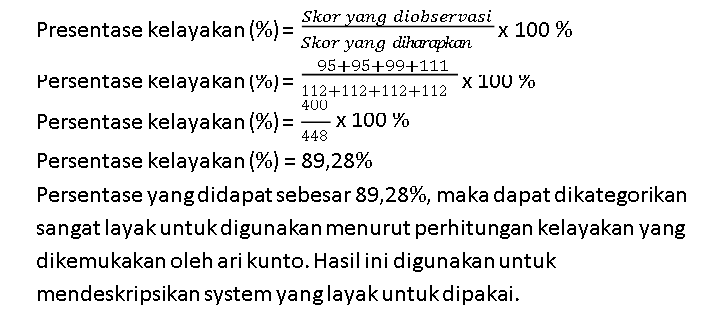 Presentase kelayakan (%) = Skor yang diobservasi / Skor yang diharapkan x 100 %
Persentase kelayakan (%) = 95+95+99+111 / 112+112+112+112 x 100 %
Persentase kelayakan (%) = 400 / 448 x 100 %
Persentase kelayakan (%) = 89,28%
Persentase yang didapat sebesar 89,28%, maka dapat dikategorikan
sangat layak untuk digunakan menurut perhitungan kelayakan yang
dikemukakan oleh ari kunto. Hasil ini digunakan untuk
mendeskripsikan system yang layak untuk dipakai.